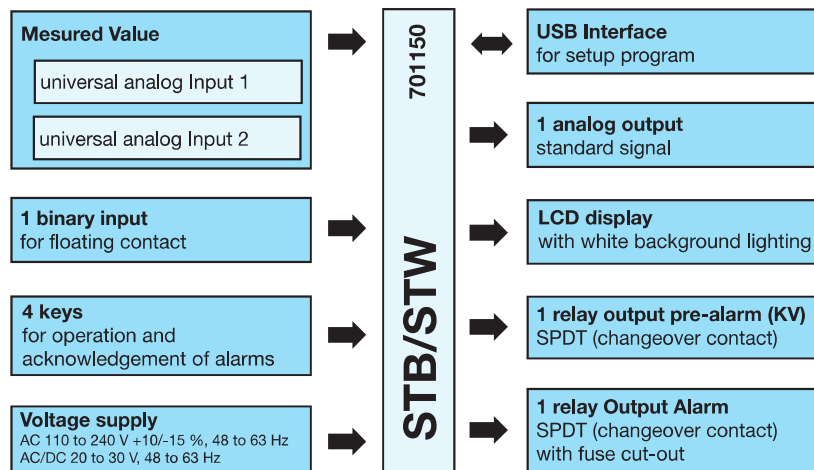 Mesured Value
universal analog Input 1
universal analog Input 2
1 binary input
for floating contact
4 keys
for operation and
acknowledgement of alarms
Voltage supply
AC 110 to 240 V +10/-15 %, 48 to 63 Hz
AC/DC 20 to 30 V, 48 to 63 Hz
STB/STW
701150
USB Interface
for setup program
1 analog output
standard signal
LCD display
with white background lighting
1 relay output pre-alarm (KV)
SPDT (changeover contact)
1 relay Output Alarm
SPDT (changeover contact)
with fuse cut-out